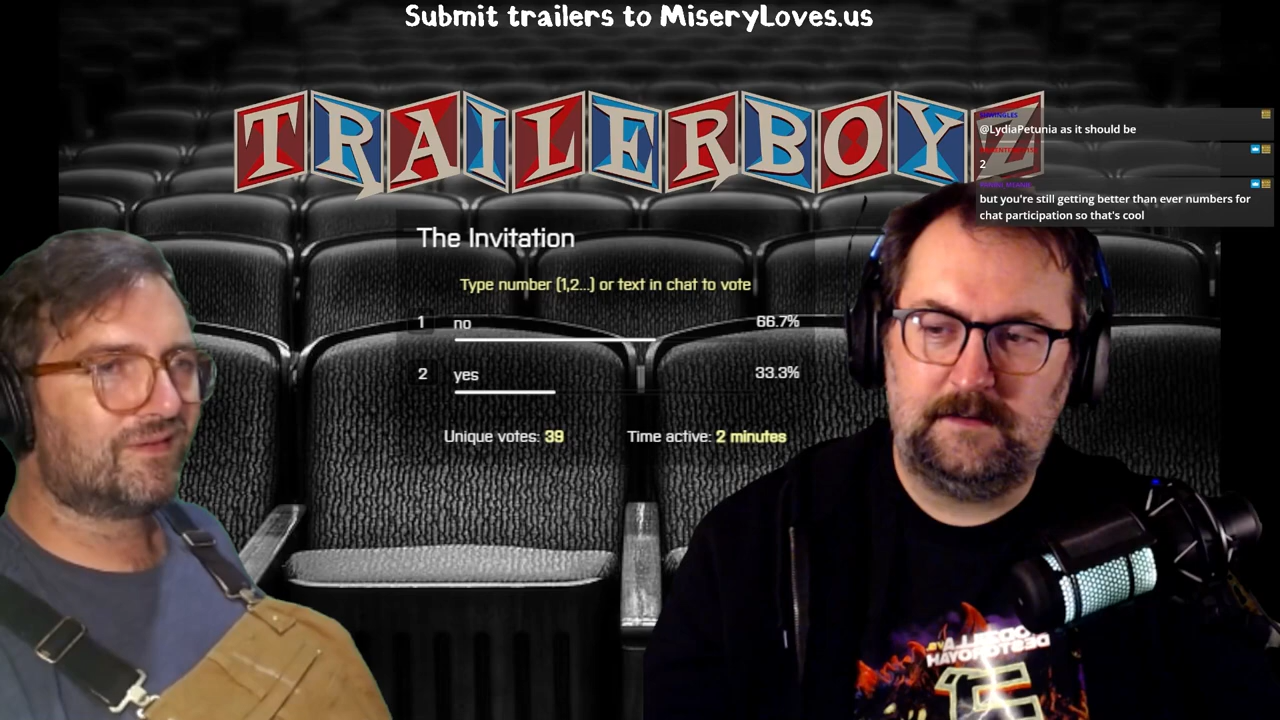 Submit trailers to MiseryLoves.us
TRAILERBOYZ
@LydiaPetunia as it should be
2
but you're still getting better than ever numbers for
chat participation so that's cool
The Invitation
Type number (1,2...) or text in chat to vote
1 no 66.7%
2 yes 33.3%
Unique votes: 39 Time active: 2 minutes